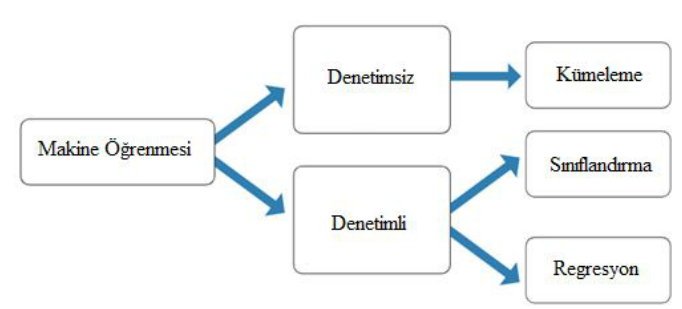 Makine Öğrenmesi
Denetimsiz
Kümeleme
Denetimli
Sınıflandırma
Regresyon